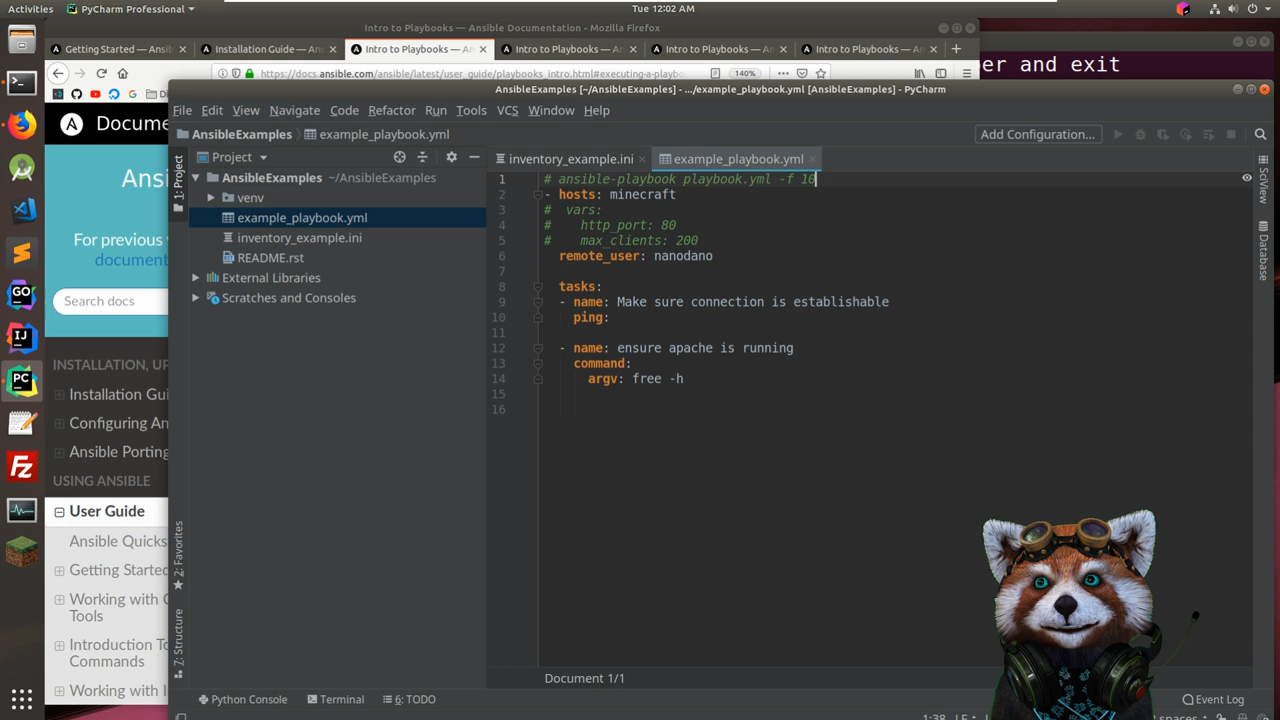 Activities PyCharm Professional Tue 12:02 AM
Intro to Playbooks — Ansible Documentation - Mozilla Firefox
Getting Started — Ansib Installation Guide — An Intro to Playbooks — An Intro to Playbooks — An Intro to Playbooks — An Intro to Playbooks — An
https://docs.ansible.com/ansible/latest/user_guide/playbooks_intro.html#executing-a-playbo 140%
er and exit
AnsibleExamples [~/AnsibleExamples] - .../example_playbook.yml [AnsibleExamples] - PyCharm
File Edit View Navigate Code Refactor Run Tools VCS Window Help
AnsibleExamples example_playbook.yml Add Configuration...
Docume
Ansi
For previous v
document
Search docs
INSTALLATION, UP
Installation Gui
Configuring An
Ansible Porting
USING ANSIBLE
User Guide
Ansible Quicks
Getting Started
Working with C
Tools
Introduction To
Commands
Working with I
1: Project
2: Favorites
7: Structure
Project
AnsibleExamples ~/AnsibleExamples
venv
example_playbook.yml
inventory_example.ini
README.rst
External Libraries
Scratches and Consoles
inventory_example.ini example_playbook.yml
1 # ansible-playbook playbook.yml -f 10
2 - hosts: minecraft
3 # vars:
4 # http_port: 80
5 # max_clients: 200
6 remote_user: nanodano
7
8 tasks:
9 - name: Make sure connection is establishable
10 ping:
11
12 - name: ensure apache is running
13 command:
14 argv: free -h
15
16
SciView
Database
Document 1/1
Python Console Terminal 6: TODO Event Log
1:38 LF spaces